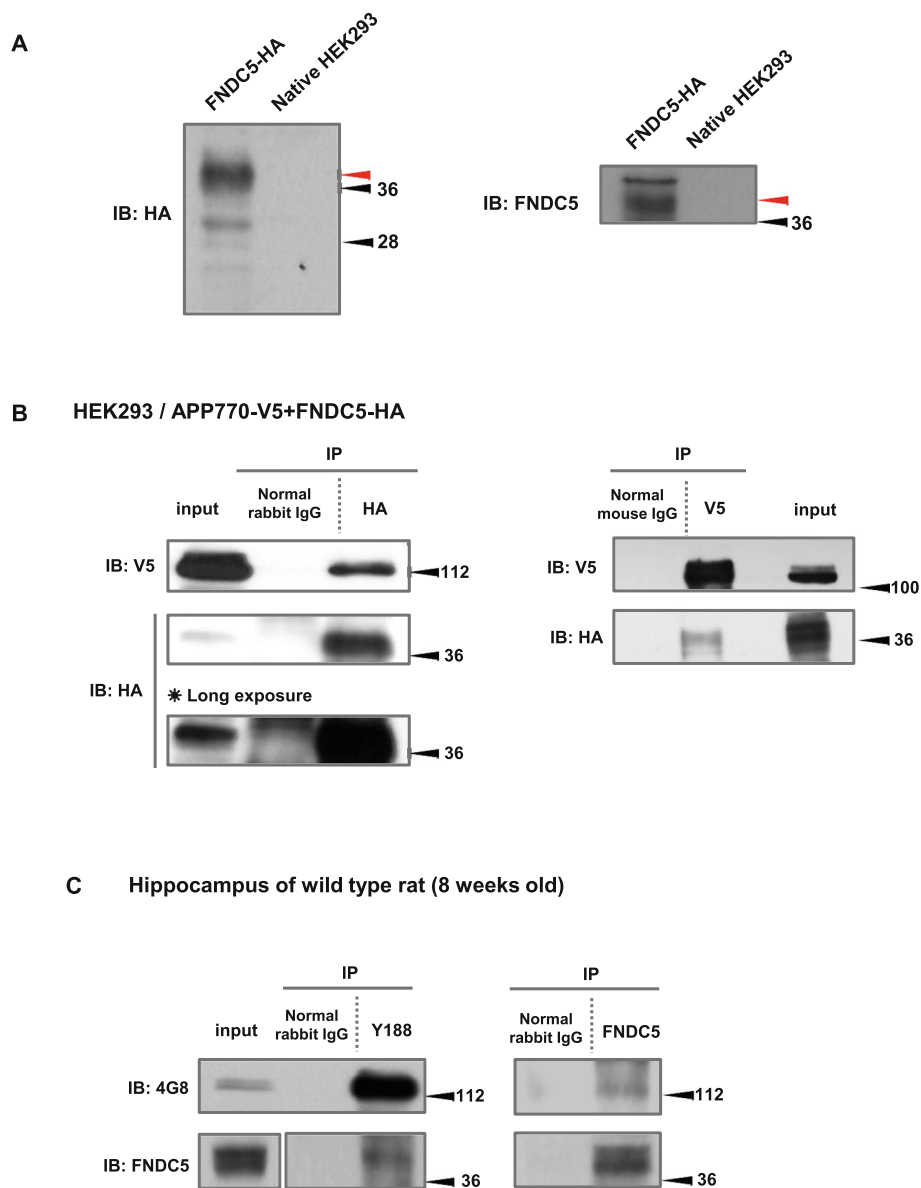 A
FNDC5-HA
Native HEK293
IB: HA
36
28
FNDC5-HA
Native HEK293
IB: FNDC5
36
B
HEK293 / APP770-V5+FNDC5-HA
IP
input
Normal
rabbit IgG
HA
IB: V5
112
IB: HA
36
✳ Long exposure
36
IP
Normal
mouse IgG
V5
input
IB: V5
100
IB: HA
36
C
Hippocampus of wild type rat (8 weeks old)
IP
input
Normal
rabbit IgG
Y188
IB: 4G8
112
IB: FNDC5
36
IP
Normal
rabbit IgG
FNDC5
112
36